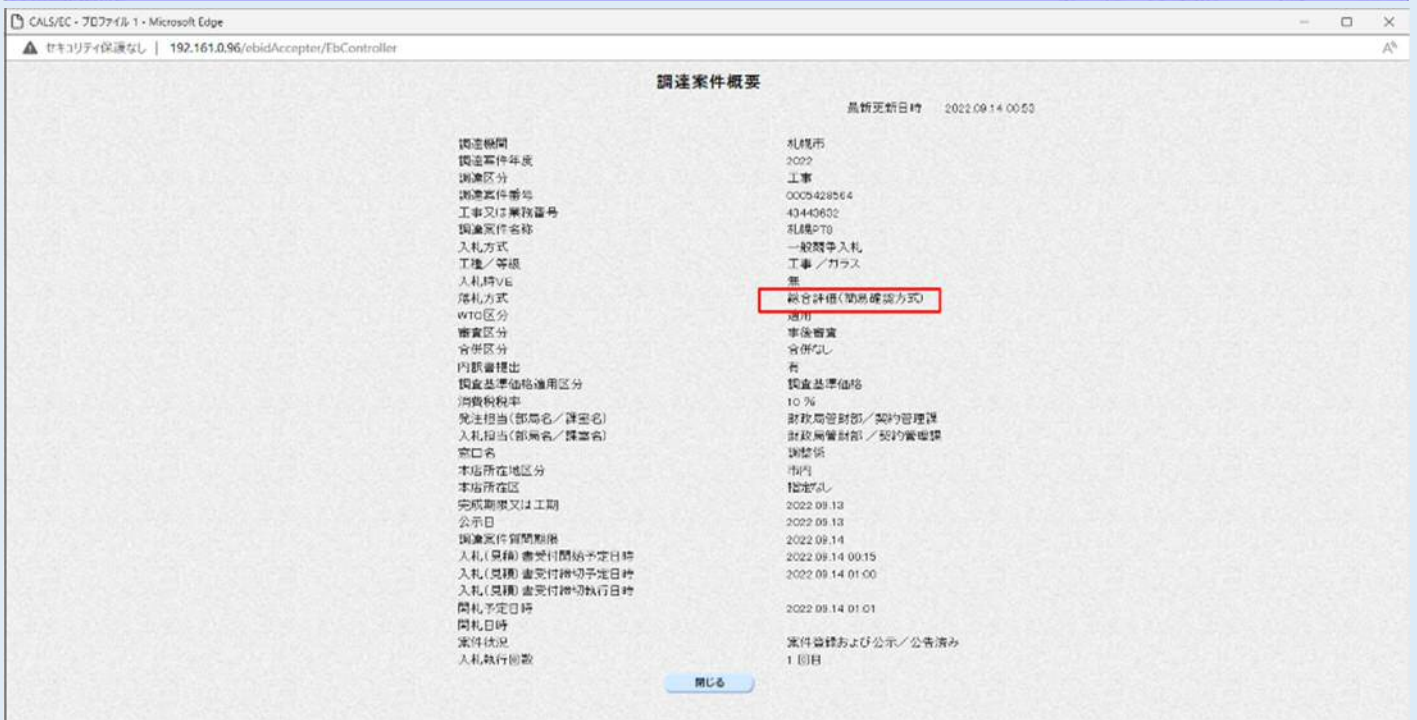 CALS/EC - プロファイル 1 - Microsoft Edge
セキュリティ保護なし | 192.161.0.96/ebidAccepter/EbController
調達案件概要
最新更新日時 2022.09.14 00:53
調達機関 札幌市
調達案件年度 2022
調達区分 工事
調達案件番号 0005428564
工事又は業務番号 43443632
調達案件名称 札幌PT8
入札方式 一般競争入札
工種／等級 工事／ガラス
入札時VE 無
落札方式 総合評価(簡易確認方式)
WTO区分 適用
審査区分 事後審査
合併区分 合併なし
内訳書提出 有
調査基準価格適用区分 調査基準価格
消費税税率 10 %
発注担当(部局名／課室名) 財政局管財部／契約管理課
入札担当(部局名／課室名) 財政局管財部／契約管理課
窓口名 調整係
本店所在地区分 市内
本店所在区 指定なし
完成期限又は工期 2022.09.13
公示日 2022.09.13
調達案件質問期限 2022.09.14
入札(見積)書受付開始予定日時 2022.09.14 00:15
入札(見積)書受付締切予定日時 2022.09.14 01:00
入札(見積)書受付締切執行日時
開札予定日時 2022.09.14 01:01
開札日時
案件状況 案件登録および公示／公告済み
入札執行回数 1 回目
閉じる